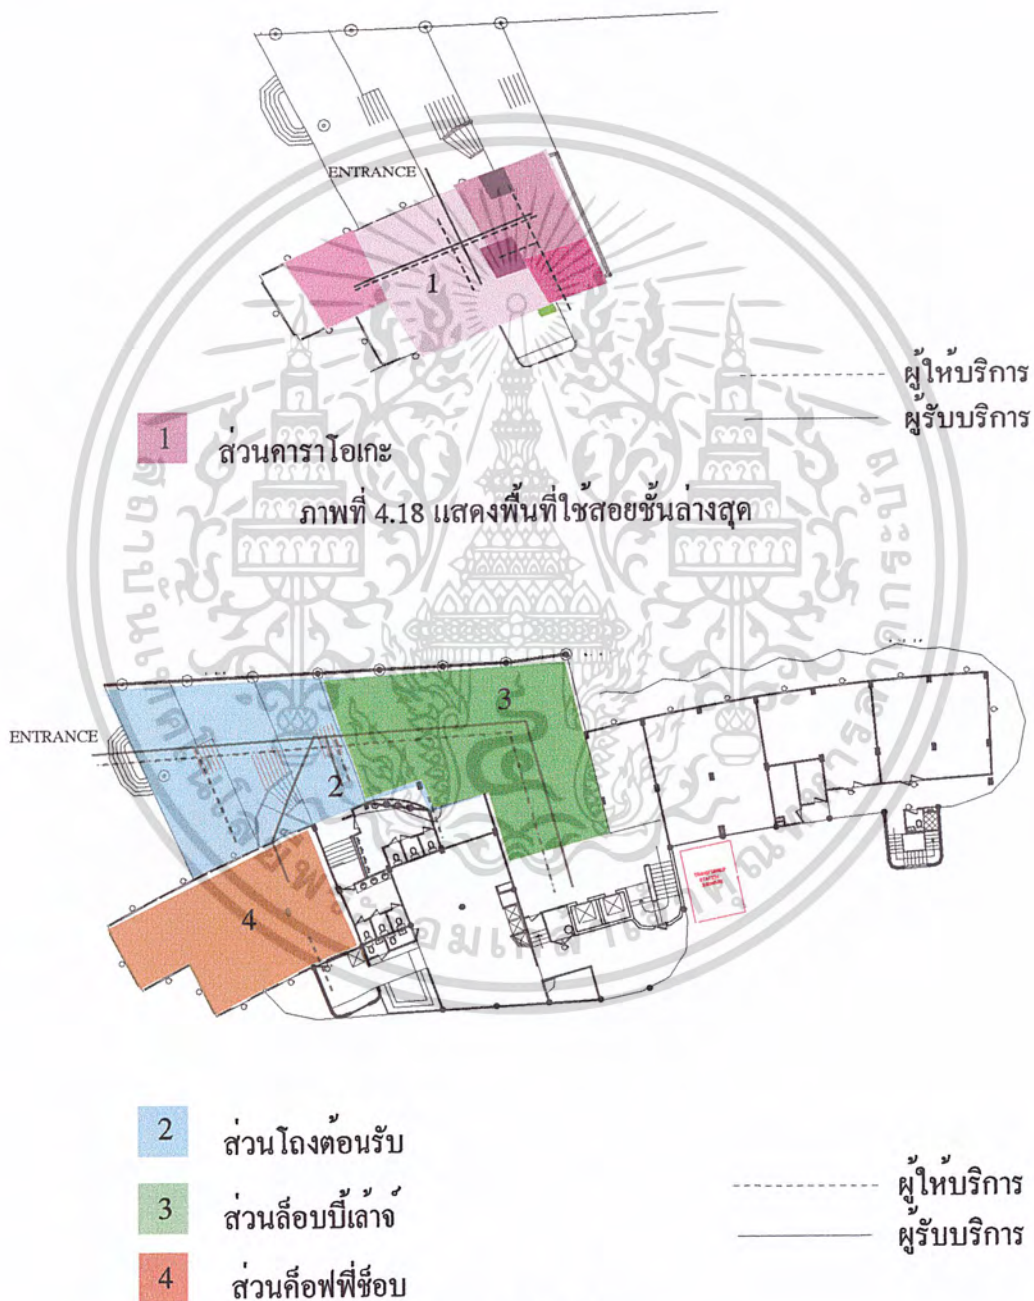 ENTRANCE
1
ผู้ให้บริการ
ผู้รับบริการ
1 ส่วนคาราโอเกะ
ภาพที่ 4.18 แสดงพื้นที่ใช้สอยชั้นล่างสุด
3
ENTRANCE
2
4
2 ส่วนโถงต้อนรับ
3 ส่วนล็อบบี้เล้าจ์
4 ส่วนค็อฟฟี่ช็อบ
ผู้ให้บริการ
ผู้รับบริการ